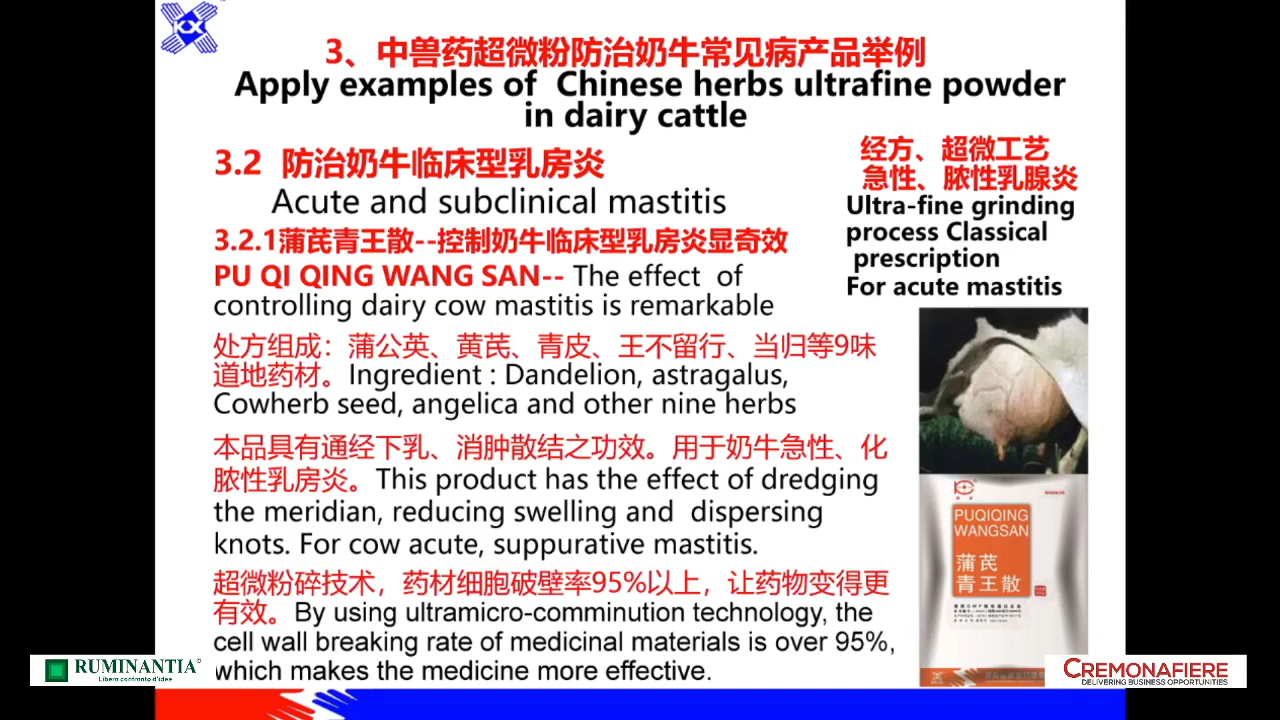 3、中兽药超微粉防治奶牛常见病产品举例
Apply examples of Chinese herbs ultrafine powder
in dairy cattle
3.2 防治奶牛临床型乳房炎
Acute and subclinical mastitis
3.2.1蒲芪青王散--控制奶牛临床型乳房炎显奇效
PU QI QING WANG SAN-- The effect of
controlling dairy cow mastitis is remarkable
处方组成：蒲公英、黄芪、青皮、王不留行、当归等9味
道地药材。Ingredient : Dandelion, astragalus,
Cowherb seed, angelica and other nine herbs
本品具有通经下乳、消肿散结之功效。用于奶牛急性、化
脓性乳房炎。This product has the effect of dredging
the meridian, reducing swelling and dispersing
knots. For cow acute, suppurative mastitis.
超微粉碎技术，药材细胞破壁率95%以上，让药物变得更
有效。By using ultramicro-comminution technology, the
cell wall breaking rate of medicinal materials is over 95%,
which makes the medicine more effective.
经方、超微工艺
急性、脓性乳腺炎
Ultra-fine grinding
process Classical
prescription
For acute mastitis
PUQIQING
WANGSAN
蒲芪
青王散
RUMINANTIA
Libero confronto d'idee
CREMONAFIERE
DELIVERING BUSINESS OPPORTUNITIES